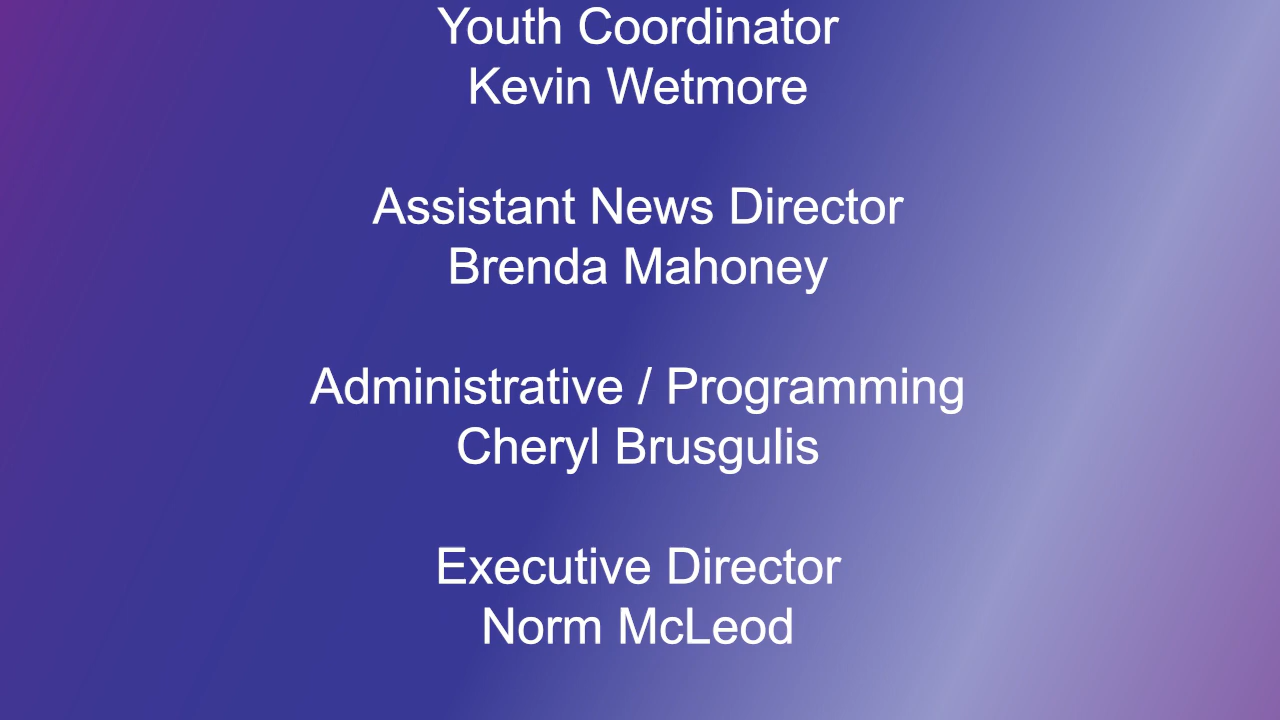 Youth Coordinator
Kevin Wetmore
Assistant News Director
Brenda Mahoney
Administrative / Programming
Cheryl Brusgulis
Executive Director
Norm McLeod